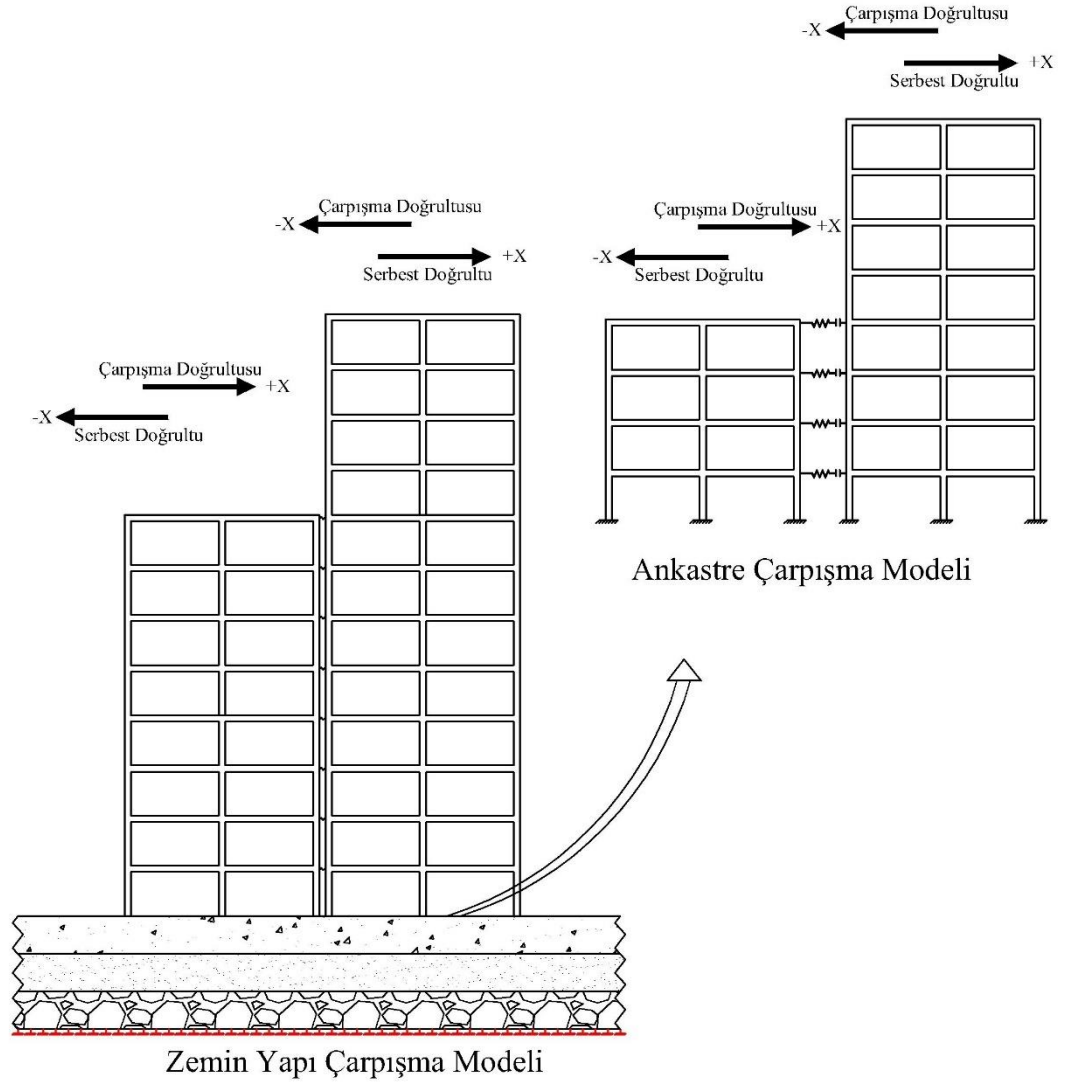 Çarpışma Doğrultusu
-X
Serbest Doğrultu
+X
Çarpışma Doğrultusu
-X
Serbest Doğrultu
+X
Çarpışma Doğrultusu
+X
-X
Serbest Doğrultu
Çarpışma Doğrultusu
+X
-X
Serbest Doğrultu
Ankastre Çarpışma Modeli
Zemin Yapı Çarpışma Modeli